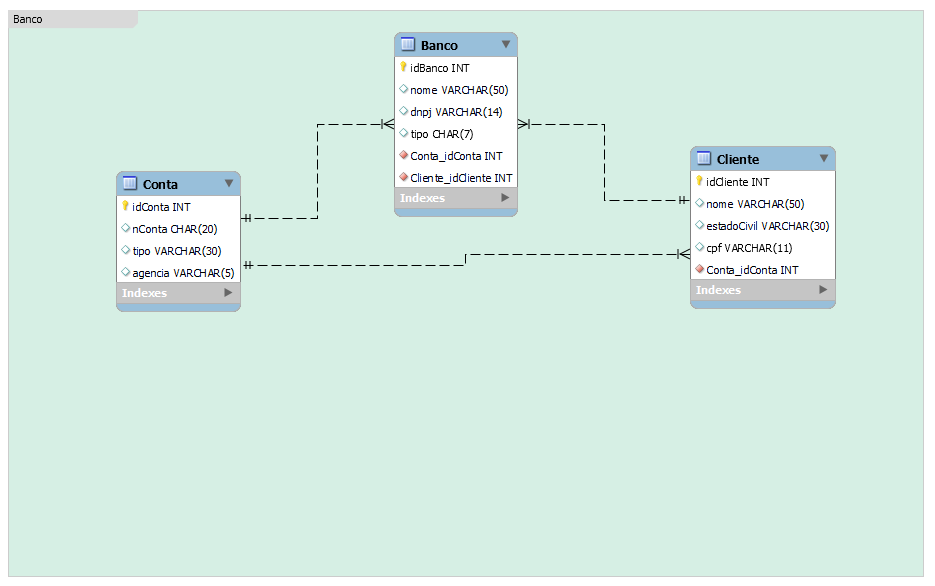 Banco
Banco
idBanco INT
nome VARCHAR(50)
dnpj VARCHAR(14)
tipo CHAR(7)
Conta_idConta INT
Cliente_idCliente INT
Indexes
Conta
idConta INT
nConta CHAR(20)
tipo VARCHAR(30)
agencia VARCHAR(5)
Indexes
Cliente
idCliente INT
nome VARCHAR(50)
estadoCivil VARCHAR(30)
cpf VARCHAR(11)
Conta_idConta INT
Indexes